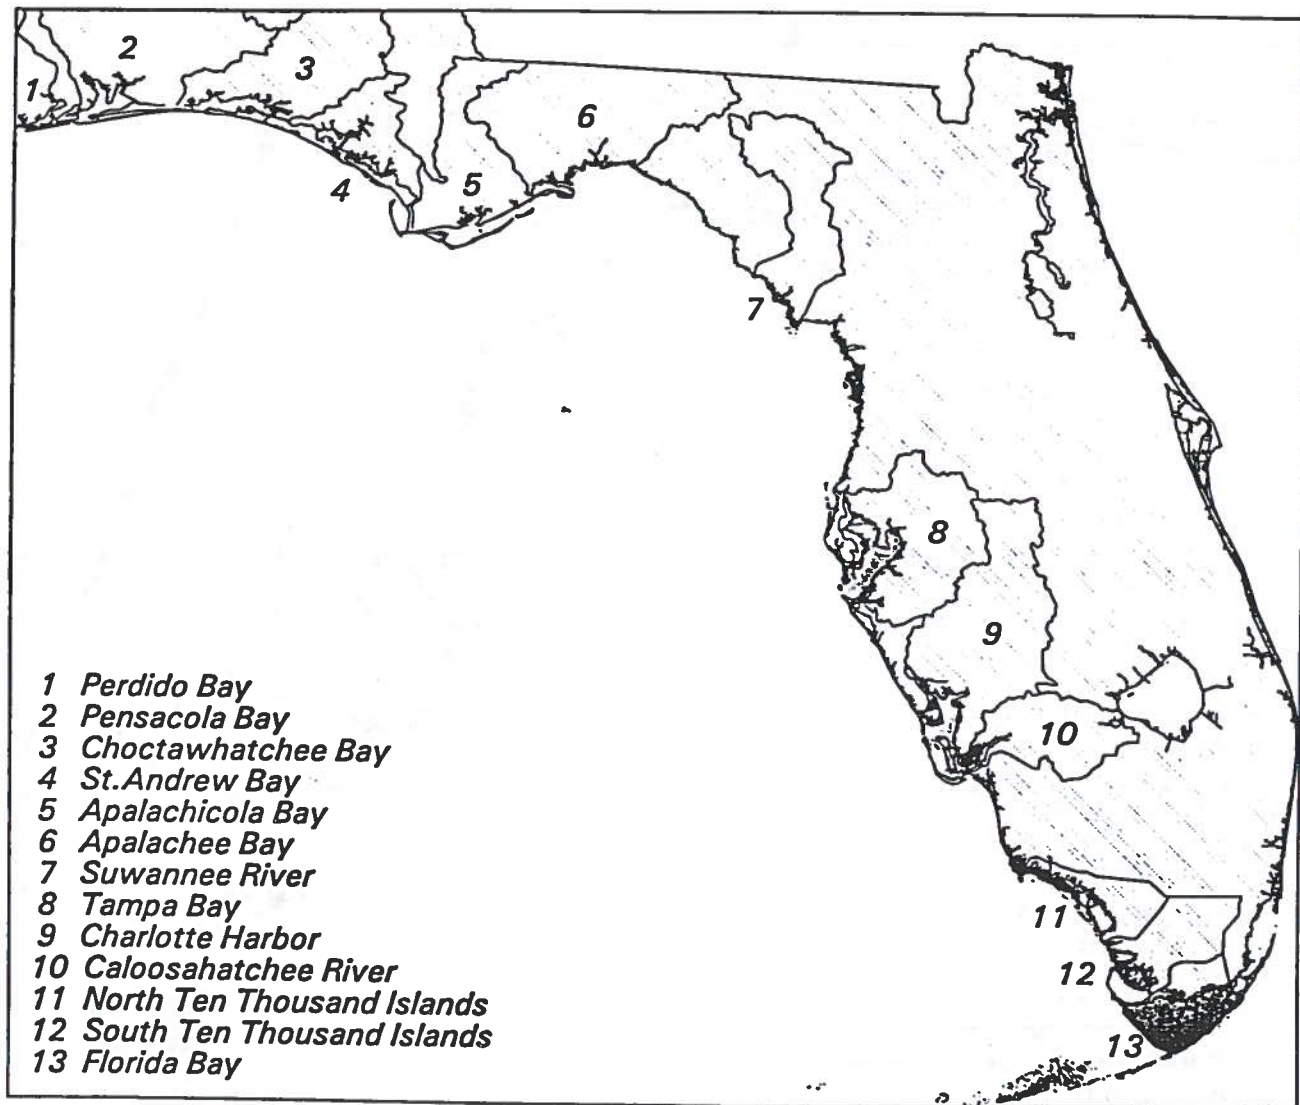 2
3
1
6
4
5
7
8
9
10
11
12
13
1 Perdido Bay
2 Pensacola Bay
3 Choctawhatchee Bay
4 St.Andrew Bay
5 Apalachicola Bay
6 Apalachee Bay
7 Suwannee River
8 Tampa Bay
9 Charlotte Harbor
10 Caloosahatchee River
11 North Ten Thousand Islands
12 South Ten Thousand Islands
13 Florida Bay